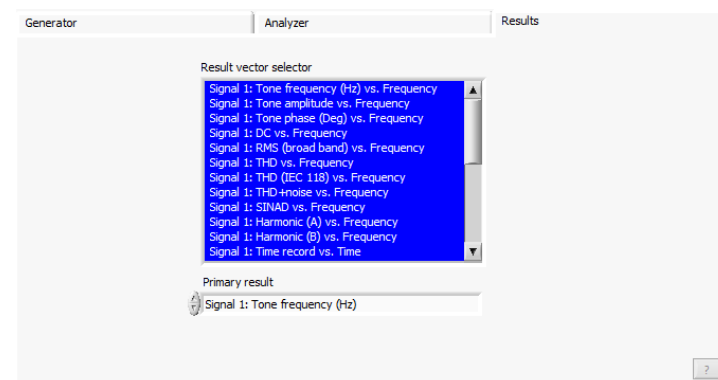 Generator
Analyzer
Results
Result vector selector
Signal 1: Tone frequency (Hz) vs. Frequency
Signal 1: Tone amplitude vs. Frequency
Signal 1: Tone phase (Deg) vs. Frequency
Signal 1: DC vs. Frequency
Signal 1: RMS (broad band) vs. Frequency
Signal 1: THD vs. Frequency
Signal 1: THD (IEC 118) vs. Frequency
Signal 1: THD+noise vs. Frequency
Signal 1: SINAD vs. Frequency
Signal 1: Harmonic (A) vs. Frequency
Signal 1: Harmonic (B) vs. Frequency
Signal 1: Time record vs. Time
Primary result
Signal 1: Tone frequency (Hz)
?